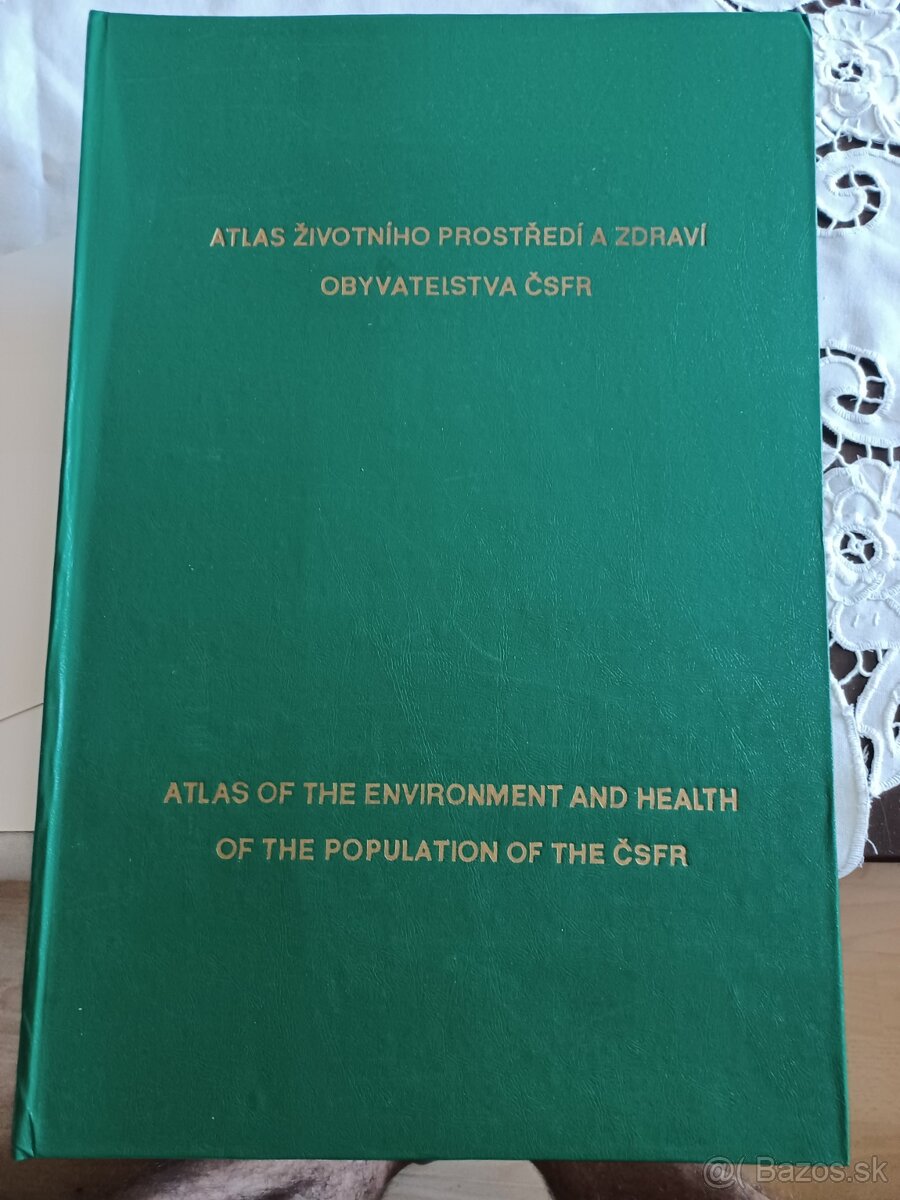 ATLAS ŽIVOTNÍHO PROSTŘEDÍ A ZDRAVÍ
OBYVATELSTVA ČSFR
ATLAS OF THE ENVIRONMENT AND HEALTH
OF THE POPULATION OF THE ČSFR
@( Bazos.sk